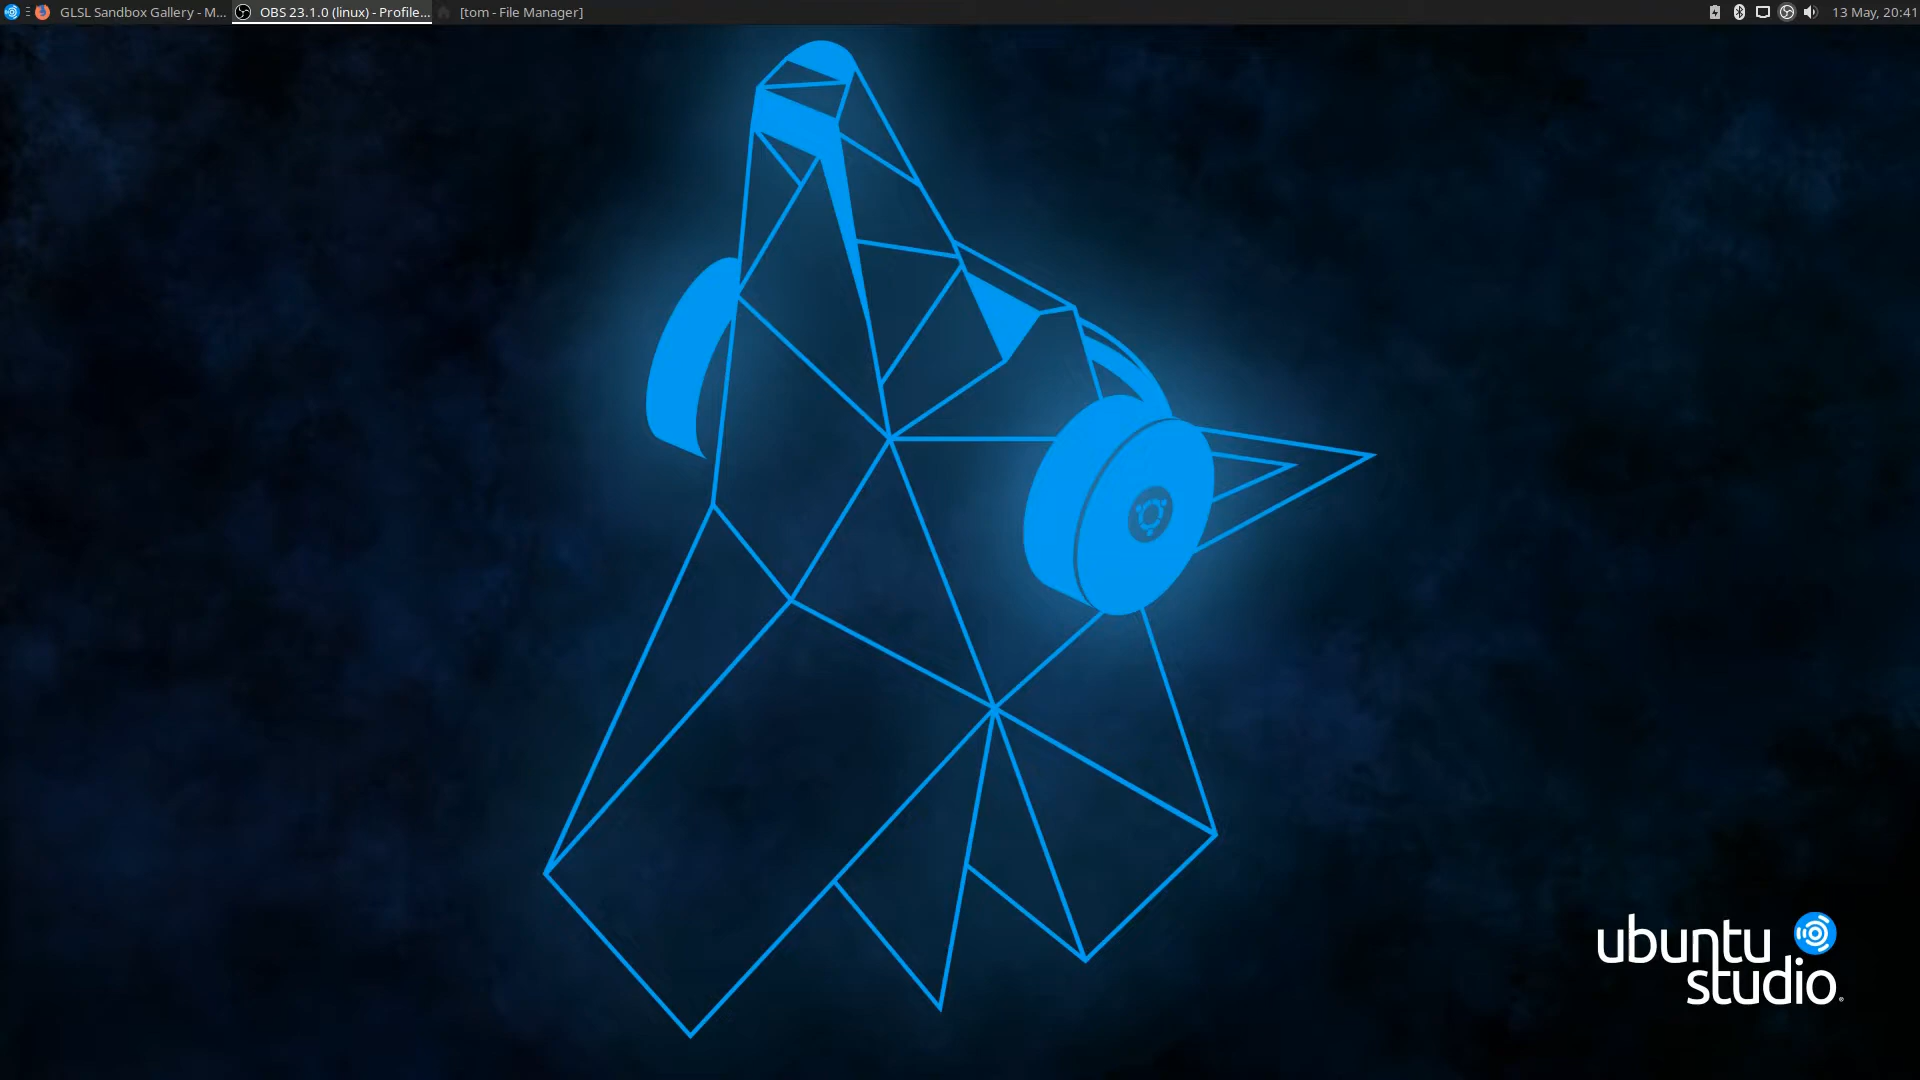 GLSL Sandbox Gallery - M...
OBS 23.1.0 (linux) - Profile...
[tom - File Manager]
13 May, 20:41
ubuntu
studio